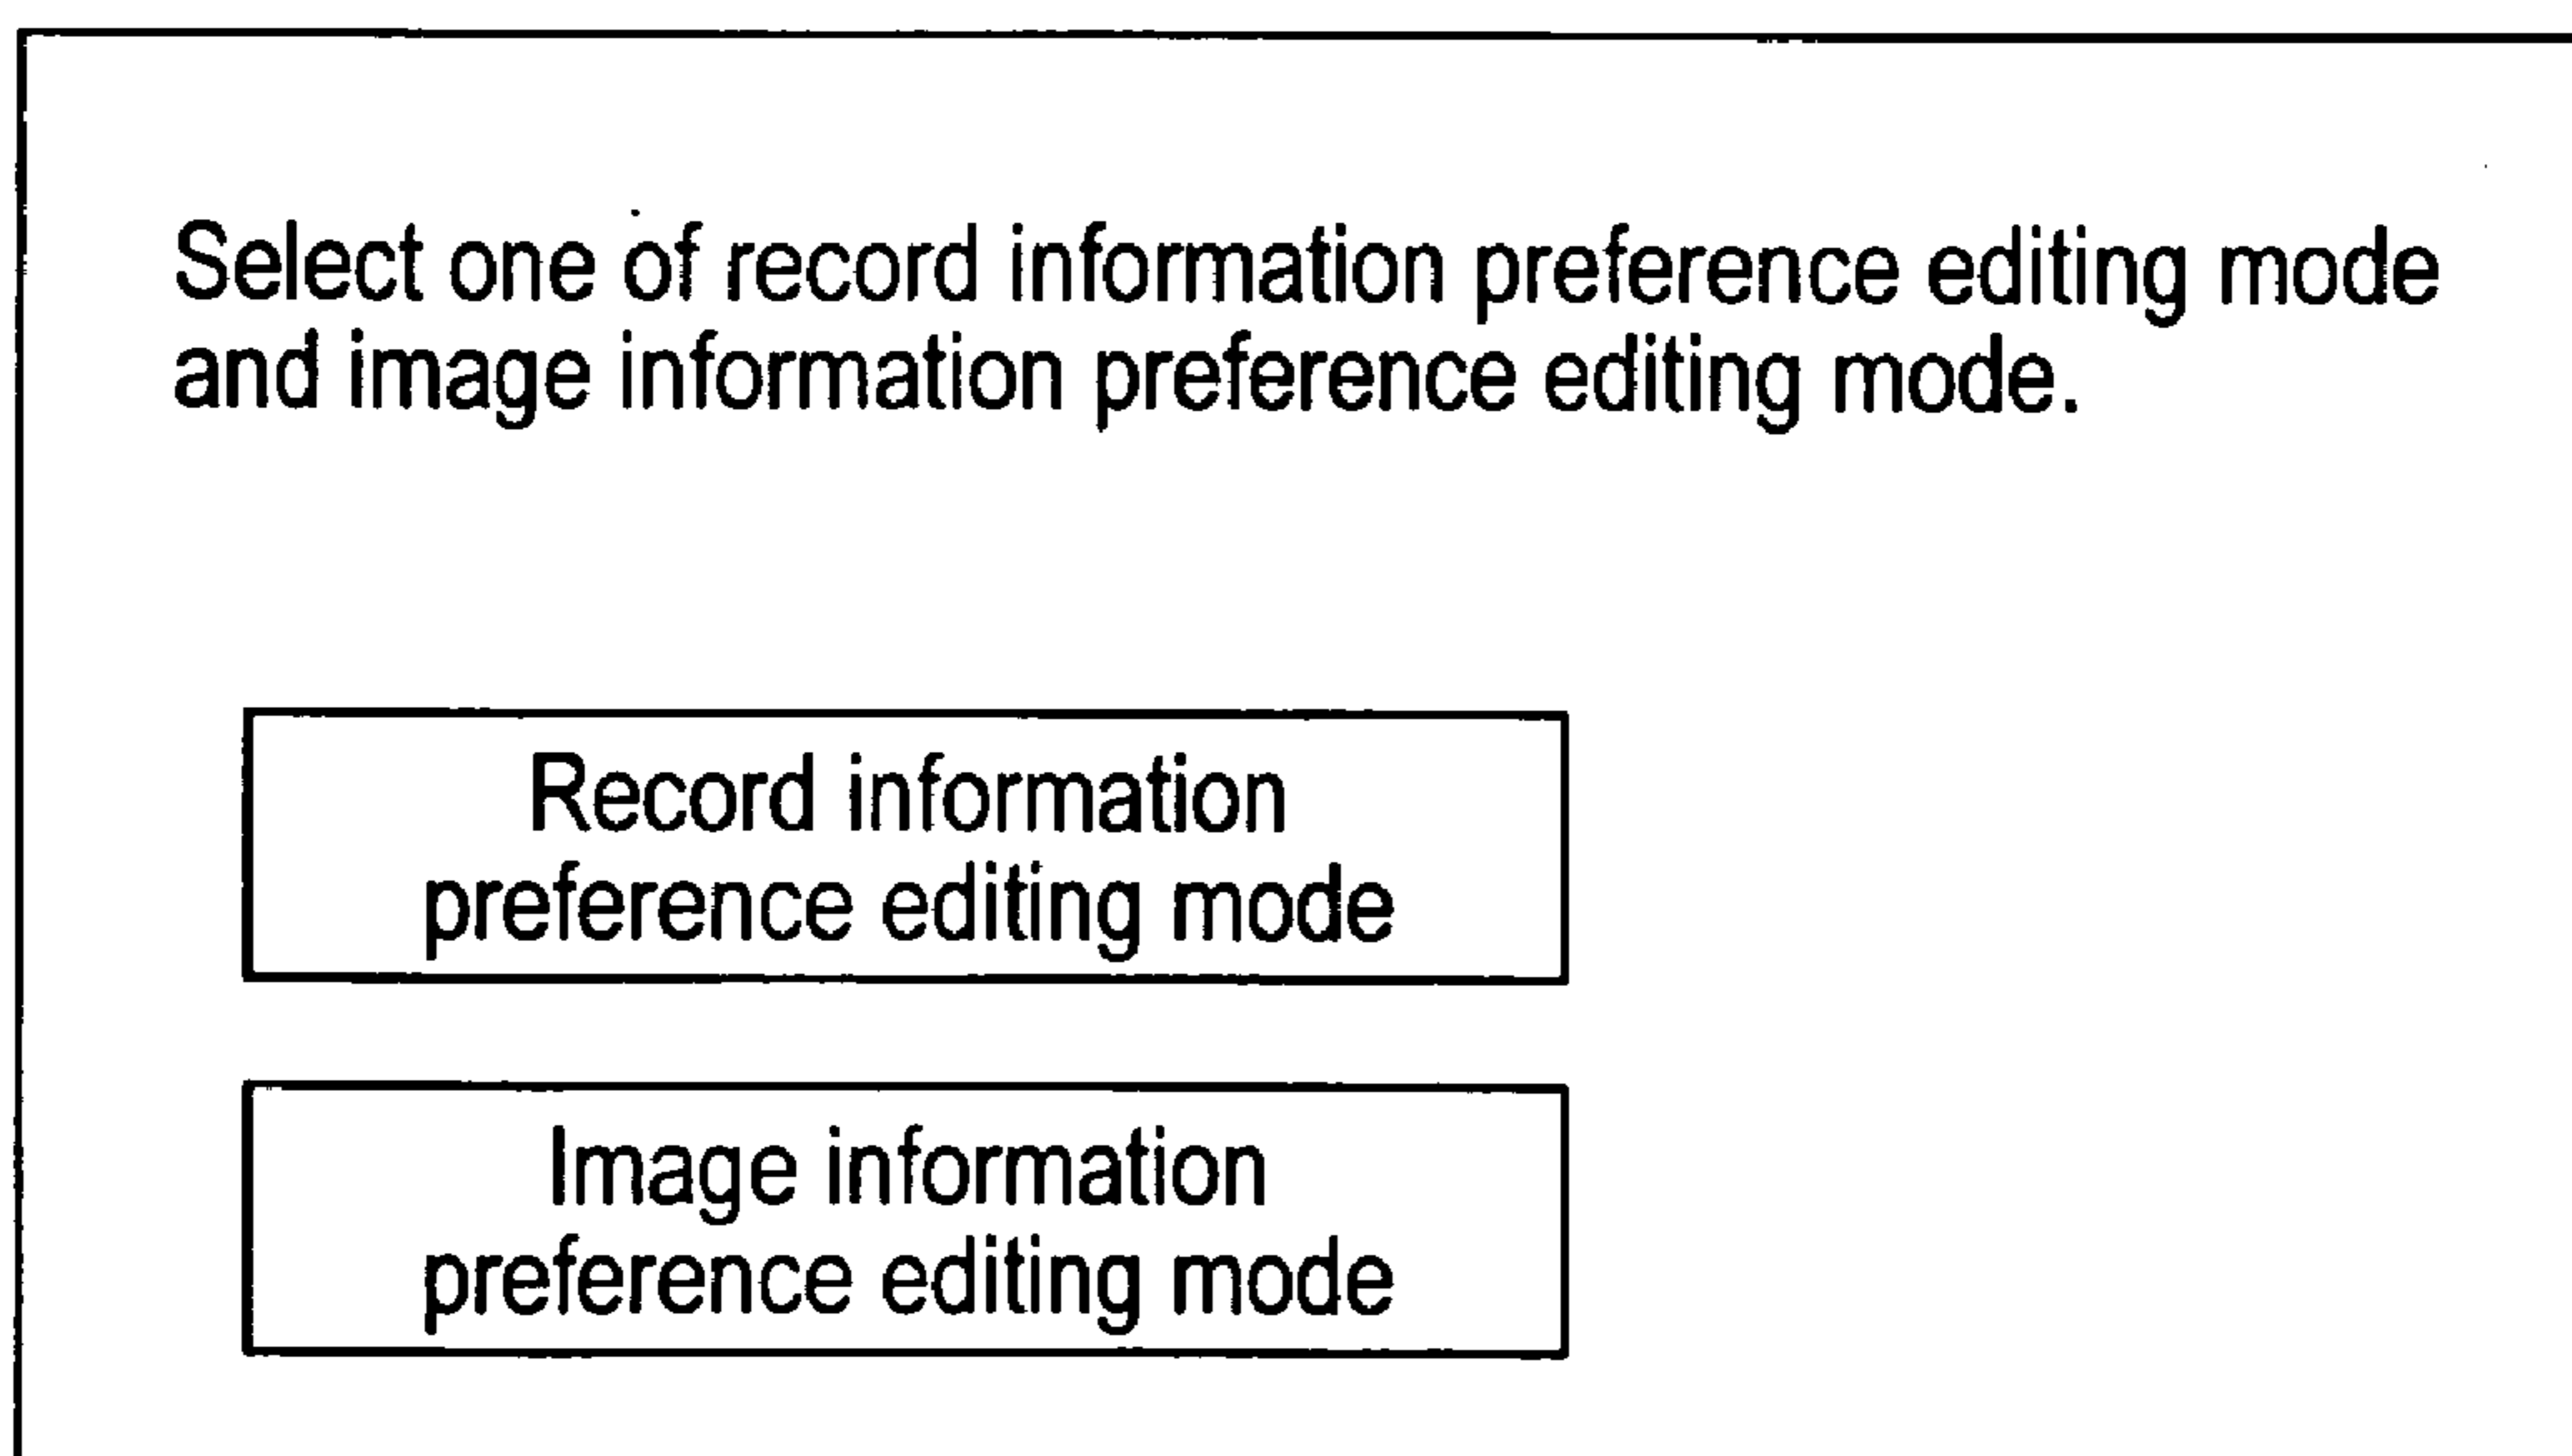 Select one of record information preference editing mode
and image information preference editing mode.
Record information
preference editing mode
Image information
preference editing mode